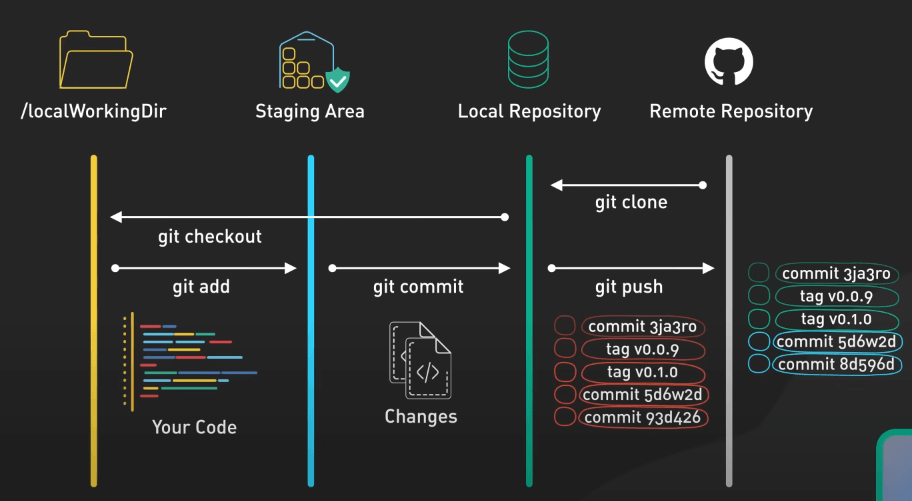 /localWorkingDir
Staging Area
Local Repository
Remote Repository
git clone
git checkout
git add
git commit
git push
commit 3ja3ro
tag v0.0.9
tag v0.1.0
commit 5d6w2d
commit 8d596d
commit 3ja3ro
tag v0.0.9
tag v0.1.0
commit 5d6w2d
commit 93d426
</>
Changes
Your Code